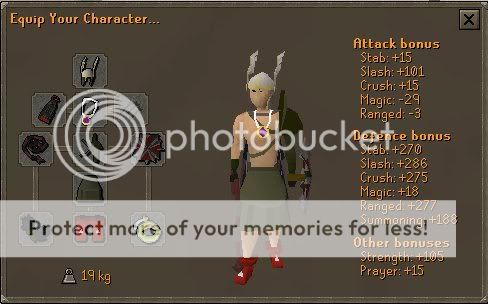 Equip Your Character...
Attack bonus
Stab: +15
Slash: +101
Crush: +15
Magic: -29
Ranged: -3
Defence bonus
Stab: +270
Slash: +286
Crush: +275
Magic: +18
Ranged: +277
Summoning: +188
Other bonuses
Strength: +105
Prayer: +15
19 kg
photobucket
Protect more of your memories for less!